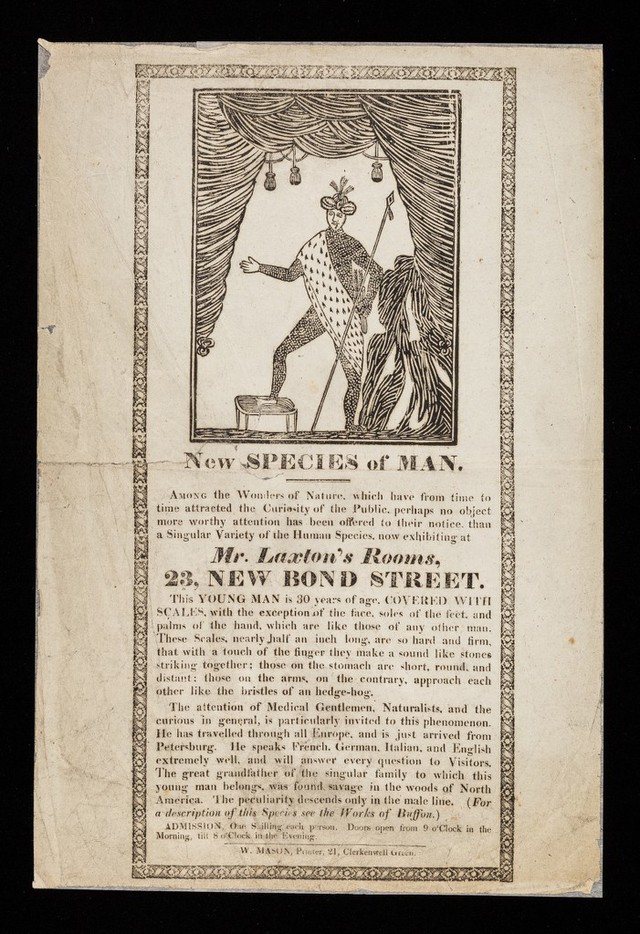 New SPECIES of MAN.
AMONG the Wonders of Nature, which have from time to
time attracted the Curiosity of the Public, perhaps no object
more worthy attention has been offered to their notice, than
a Singular Variety of the Human Species, now exhibiting at
Mr. Laxton's Rooms,
23, NEW BOND STREET.
This YOUNG MAN is 30 years of age, COVERED WITH
SCALES, with the exception of the face, soles of the feet, and
palms of the hand, which are like those of any other man.
These Scales, nearly half an inch long, are so hard and firm,
that with a touch of the finger they make a sound like stones
striking together; those on the stomach are short, round, and
distant; those on the arms, on the contrary, approach each
other like the bristles of an hedge-hog.
The attention of Medical Gentlemen, Naturalists, and the
curious in general, is particularly invited to this phenomenon.
He has travelled through all Europe, and is just arrived from
Petersburg. He speaks French, German, Italian, and English
extremely well, and will answer every question to Visitors.
The great grandfather of the singular family to which this
young man belongs, was found savage in the woods of North
America. The peculiarity descends only in the male line. (For
a description of this Species see the Works of Buffon.)
ADMISSION, One Shilling each person. Doors open from 9 o'Clock in the
Morning, till 8 o'Clock in the Evening.
W. MASON, Printer, 21, Clerkenwell Green.